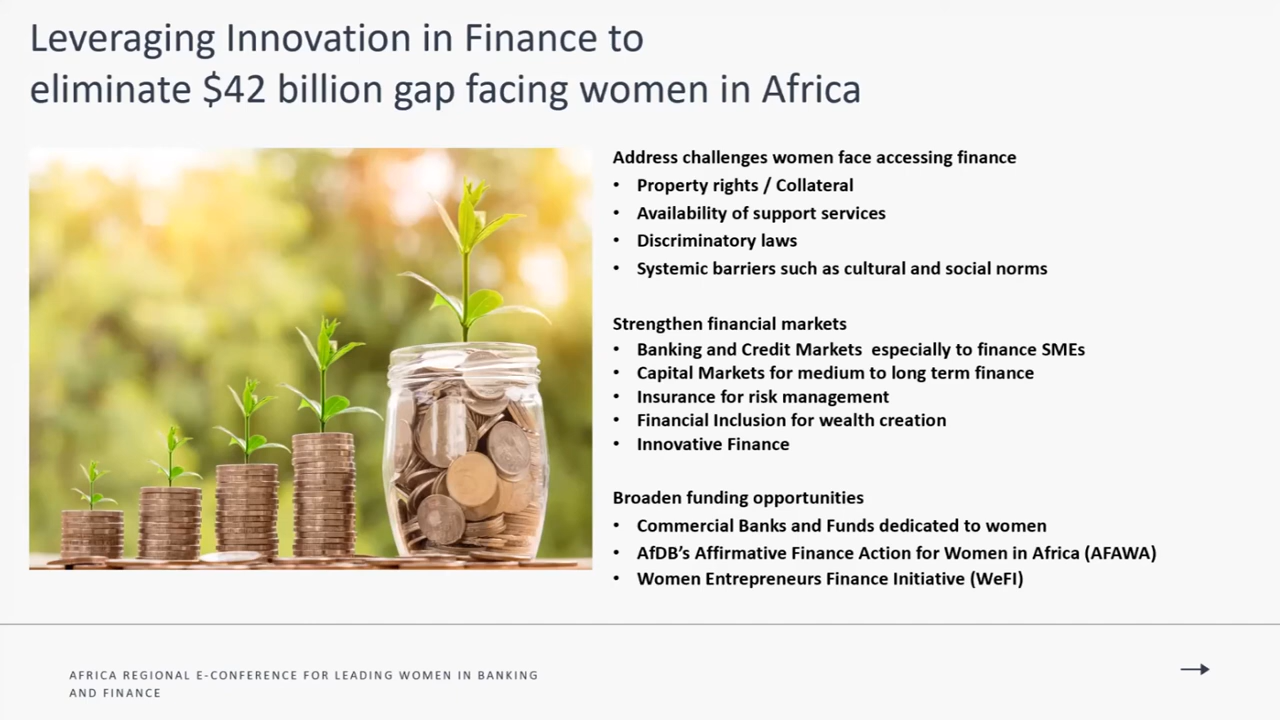 Leveraging Innovation in Finance to
eliminate $42 billion gap facing women in Africa
Address challenges women face accessing finance
• Property rights / Collateral
• Availability of support services
• Discriminatory laws
• Systemic barriers such as cultural and social norms
Strengthen financial markets
• Banking and Credit Markets  especially to finance SMEs
• Capital Markets for medium to long term finance
• Insurance for risk management
• Financial Inclusion for wealth creation
• Innovative Finance
Broaden funding opportunities
• Commercial Banks and Funds dedicated to women
• AfDB’s Affirmative Finance Action for Women in Africa (AFAWA)
• Women Entrepreneurs Finance Initiative (WeFI)
AFRICA REGIONAL E-CONFERENCE FOR LEADING WOMEN IN BANKING
AND FINANCE